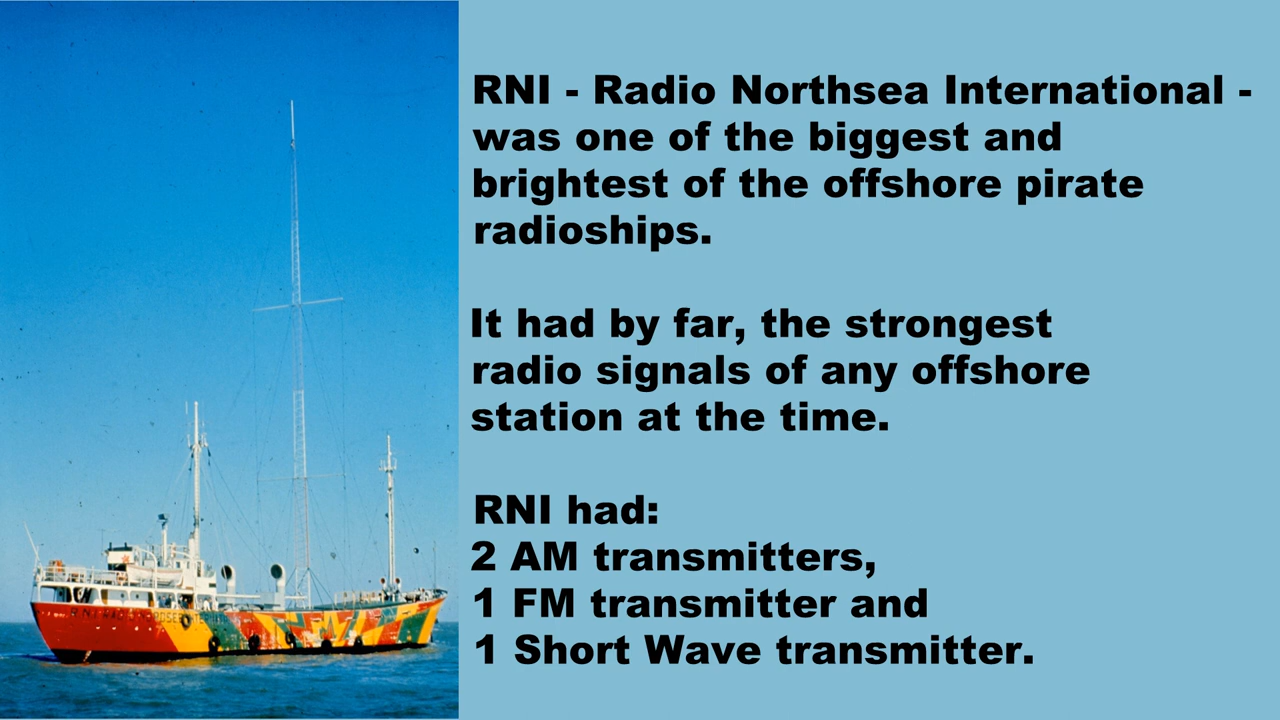 RNI - Radio Northsea International -
was one of the biggest and
brightest of the offshore pirate
radioships.
It had by far, the strongest
radio signals of any offshore
station at the time.
RNI had:
2 AM transmitters,
1 FM transmitter and
1 Short Wave transmitter.